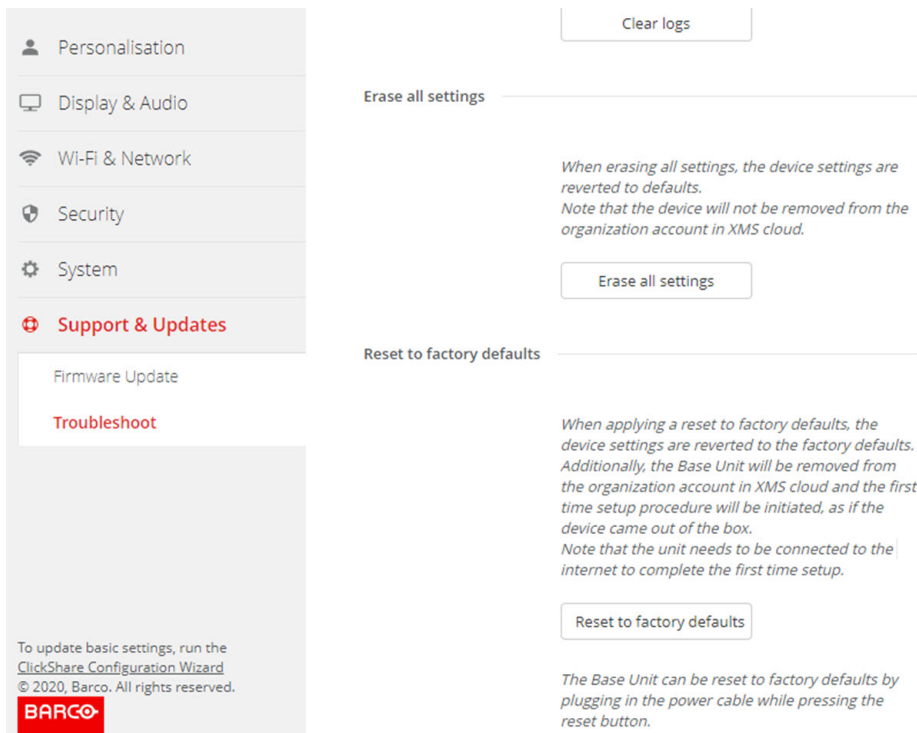 Personalisation
Display & Audio
Wi-Fi & Network
Security
System
Support & Updates
Firmware Update
Troubleshoot
To update basic settings, run the
ClickShare Configuration Wizard
© 2020, Barco. All rights reserved.
BARCO
Clear logs
Erase all settings
When erasing all settings, the device settings are
reverted to defaults.
Note that the device will not be removed from the
organization account in XMS cloud.
Erase all settings
Reset to factory defaults
When applying a reset to factory defaults, the
device settings are reverted to the factory defaults.
Additionally, the Base Unit will be removed from
the organization account in XMS cloud and the first
time setup procedure will be initiated, as if the
device came out of the box.
Note that the unit needs to be connected to the
internet to complete the first time setup.
Reset to factory defaults
The Base Unit can be reset to factory defaults by
plugging in the power cable while pressing the
reset button.